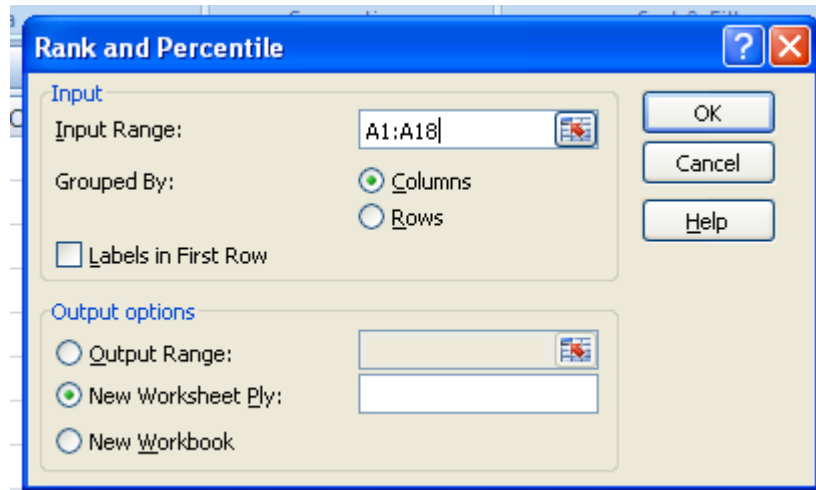 Rank and Percentile
Input
Input Range:
A1:A18
OK
Cancel
Grouped By:
Columns
Rows
Help
Labels in First Row
Output options
Output Range:
New Worksheet Ply:
New Workbook